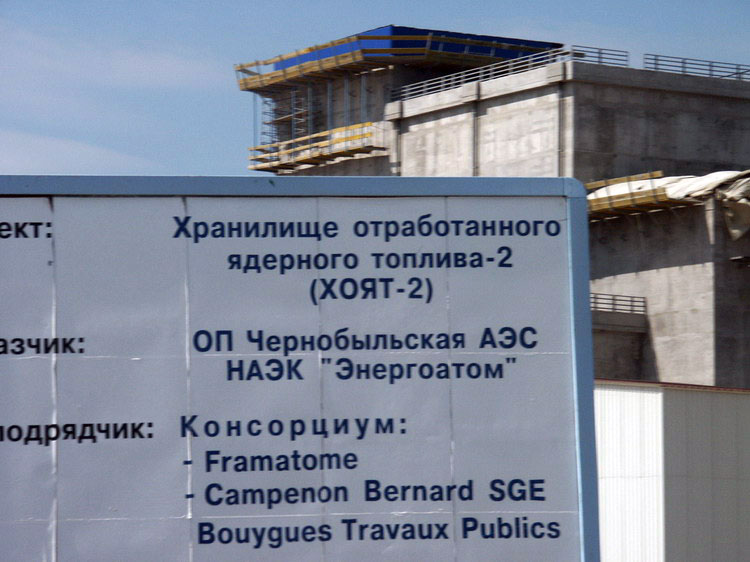 ект: Хранилище отработанного
ядерного топлива-2
(ХОЯТ-2)
азчик: ОП Чернобыльская АЭС
НАЭК "Энергоатом"
подрядчик: Консорциум:
- Framatome
- Campenon Bernard SGE
Bouygues Travaux Publics